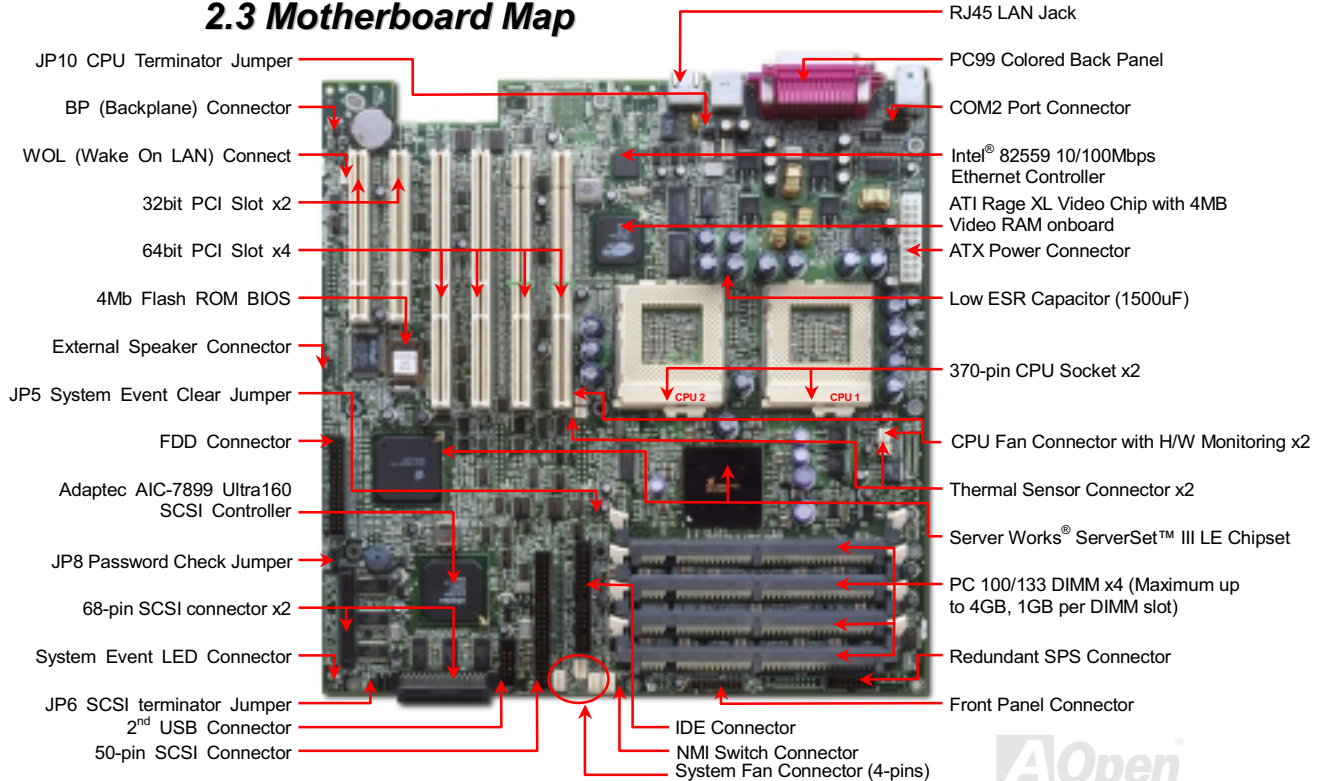 2.3 Motherboard Map
JP10 CPU Terminator Jumper
BP (Backplane) Connector
WOL (Wake On LAN) Connect
32bit PCI Slot x2
64bit PCI Slot x4
4Mb Flash ROM BIOS
External Speaker Connector
JP5 System Event Clear Jumper
FDD Connector
Adaptec AIC-7899 Ultra160
SCSI Controller
JP8 Password Check Jumper
68-pin SCSI connector x2
System Event LED Connector
JP6 SCSI terminator Jumper
2nd USB Connector
50-pin SCSI Connector
RJ45 LAN Jack
PC99 Colored Back Panel
COM2 Port Connector
Intel® 82559 10/100Mbps
Ethernet Controller
ATI Rage XL Video Chip with 4MB
Video RAM onboard
ATX Power Connector
Low ESR Capacitor (1500uF)
370-pin CPU Socket x2
CPU 2
CPU 1
CPU Fan Connector with H/W Monitoring x2
Thermal Sensor Connector x2
Server Works® ServerSet™ III LE Chipset
PC 100/133 DIMM x4 (Maximum up
to 4GB, 1GB per DIMM slot)
Redundant SPS Connector
Front Panel Connector
IDE Connector
NMI Switch Connector
System Fan Connector (4-pins)
AOpen®